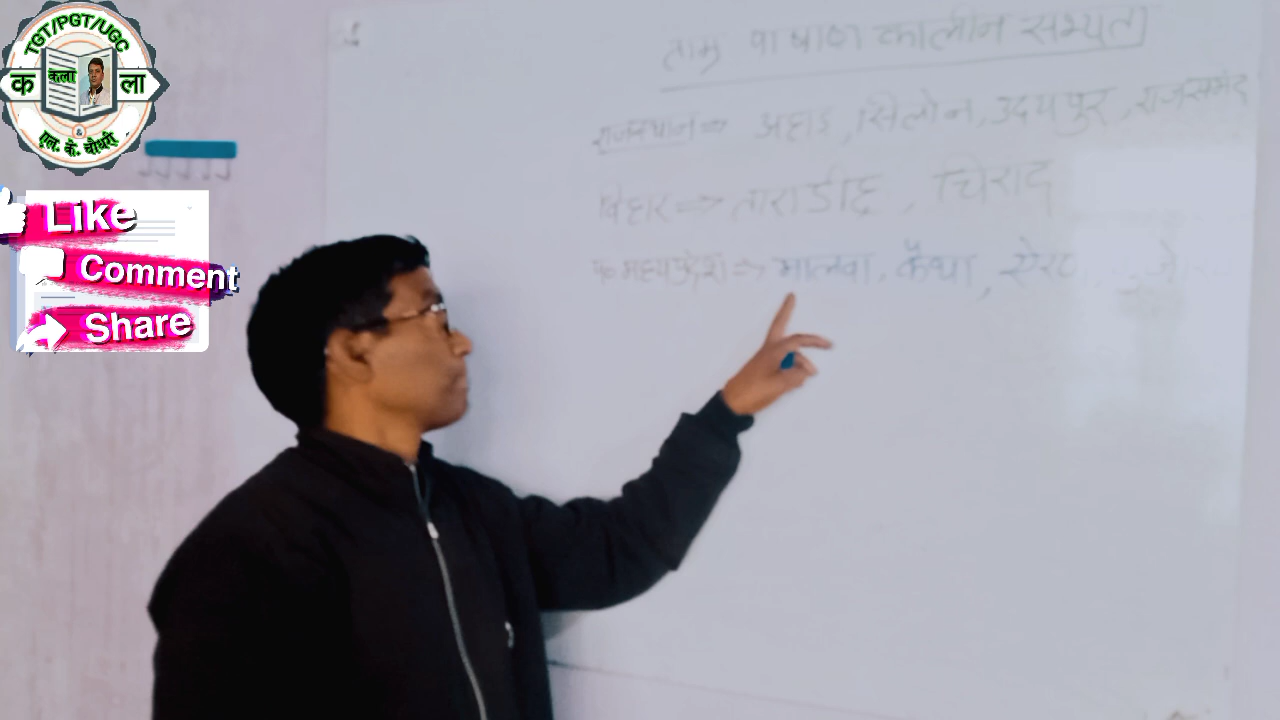 TGT/PGT/UGC
क कला ला
&
एल. के. चौधरी
Like
Comment
Share
ताम्र पाषाण कालीन सभ्यता
राजस्थान => अहाड़, सिलोन, उदयपुर, राजसमंद
बिहार => ताराडीह, चिरांद
मध्यप्रदेश => मालवा, कैथा, ऐरण